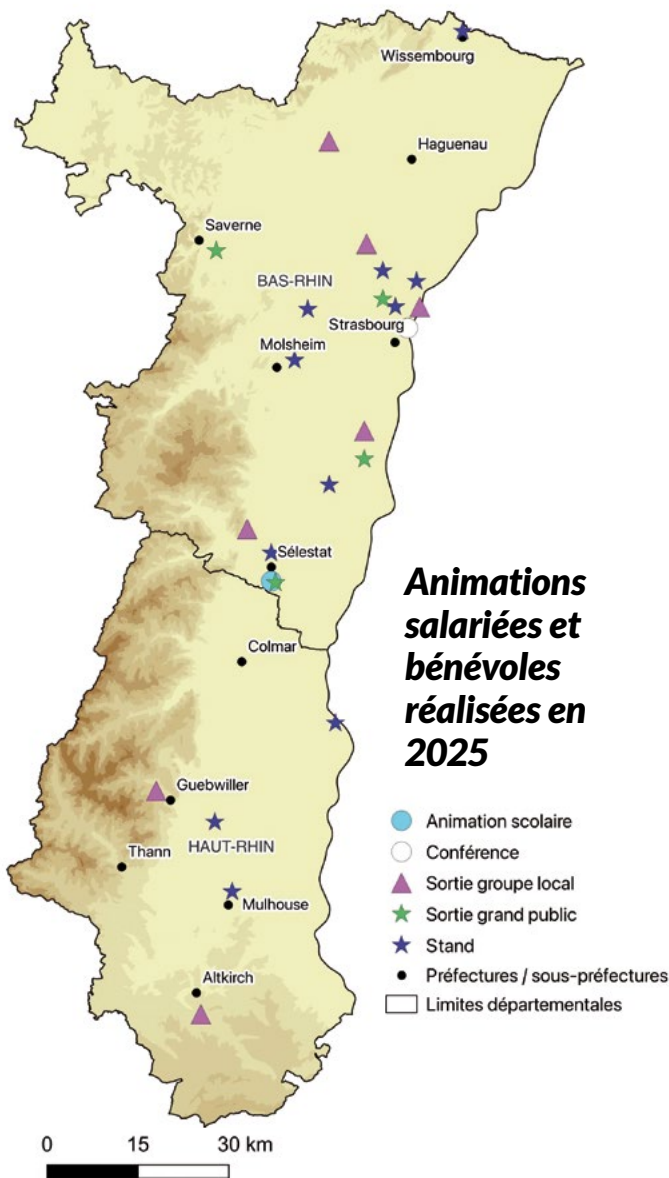 Wissembourg
Haguenau
Saverne
BAS-RHIN
Strasbourg
Molsheim
Sélestat
Animations
salariées et
bénévoles
réalisées en
2025
Colmar
Guebwiller
Thann
HAUT-RHIN
Mulhouse
Altkirch
Animation scolaire
Conférence
Sortie groupe local
Sortie grand public
Stand
Préfectures / sous-préfectures
Limites départementales
0 15 30 km